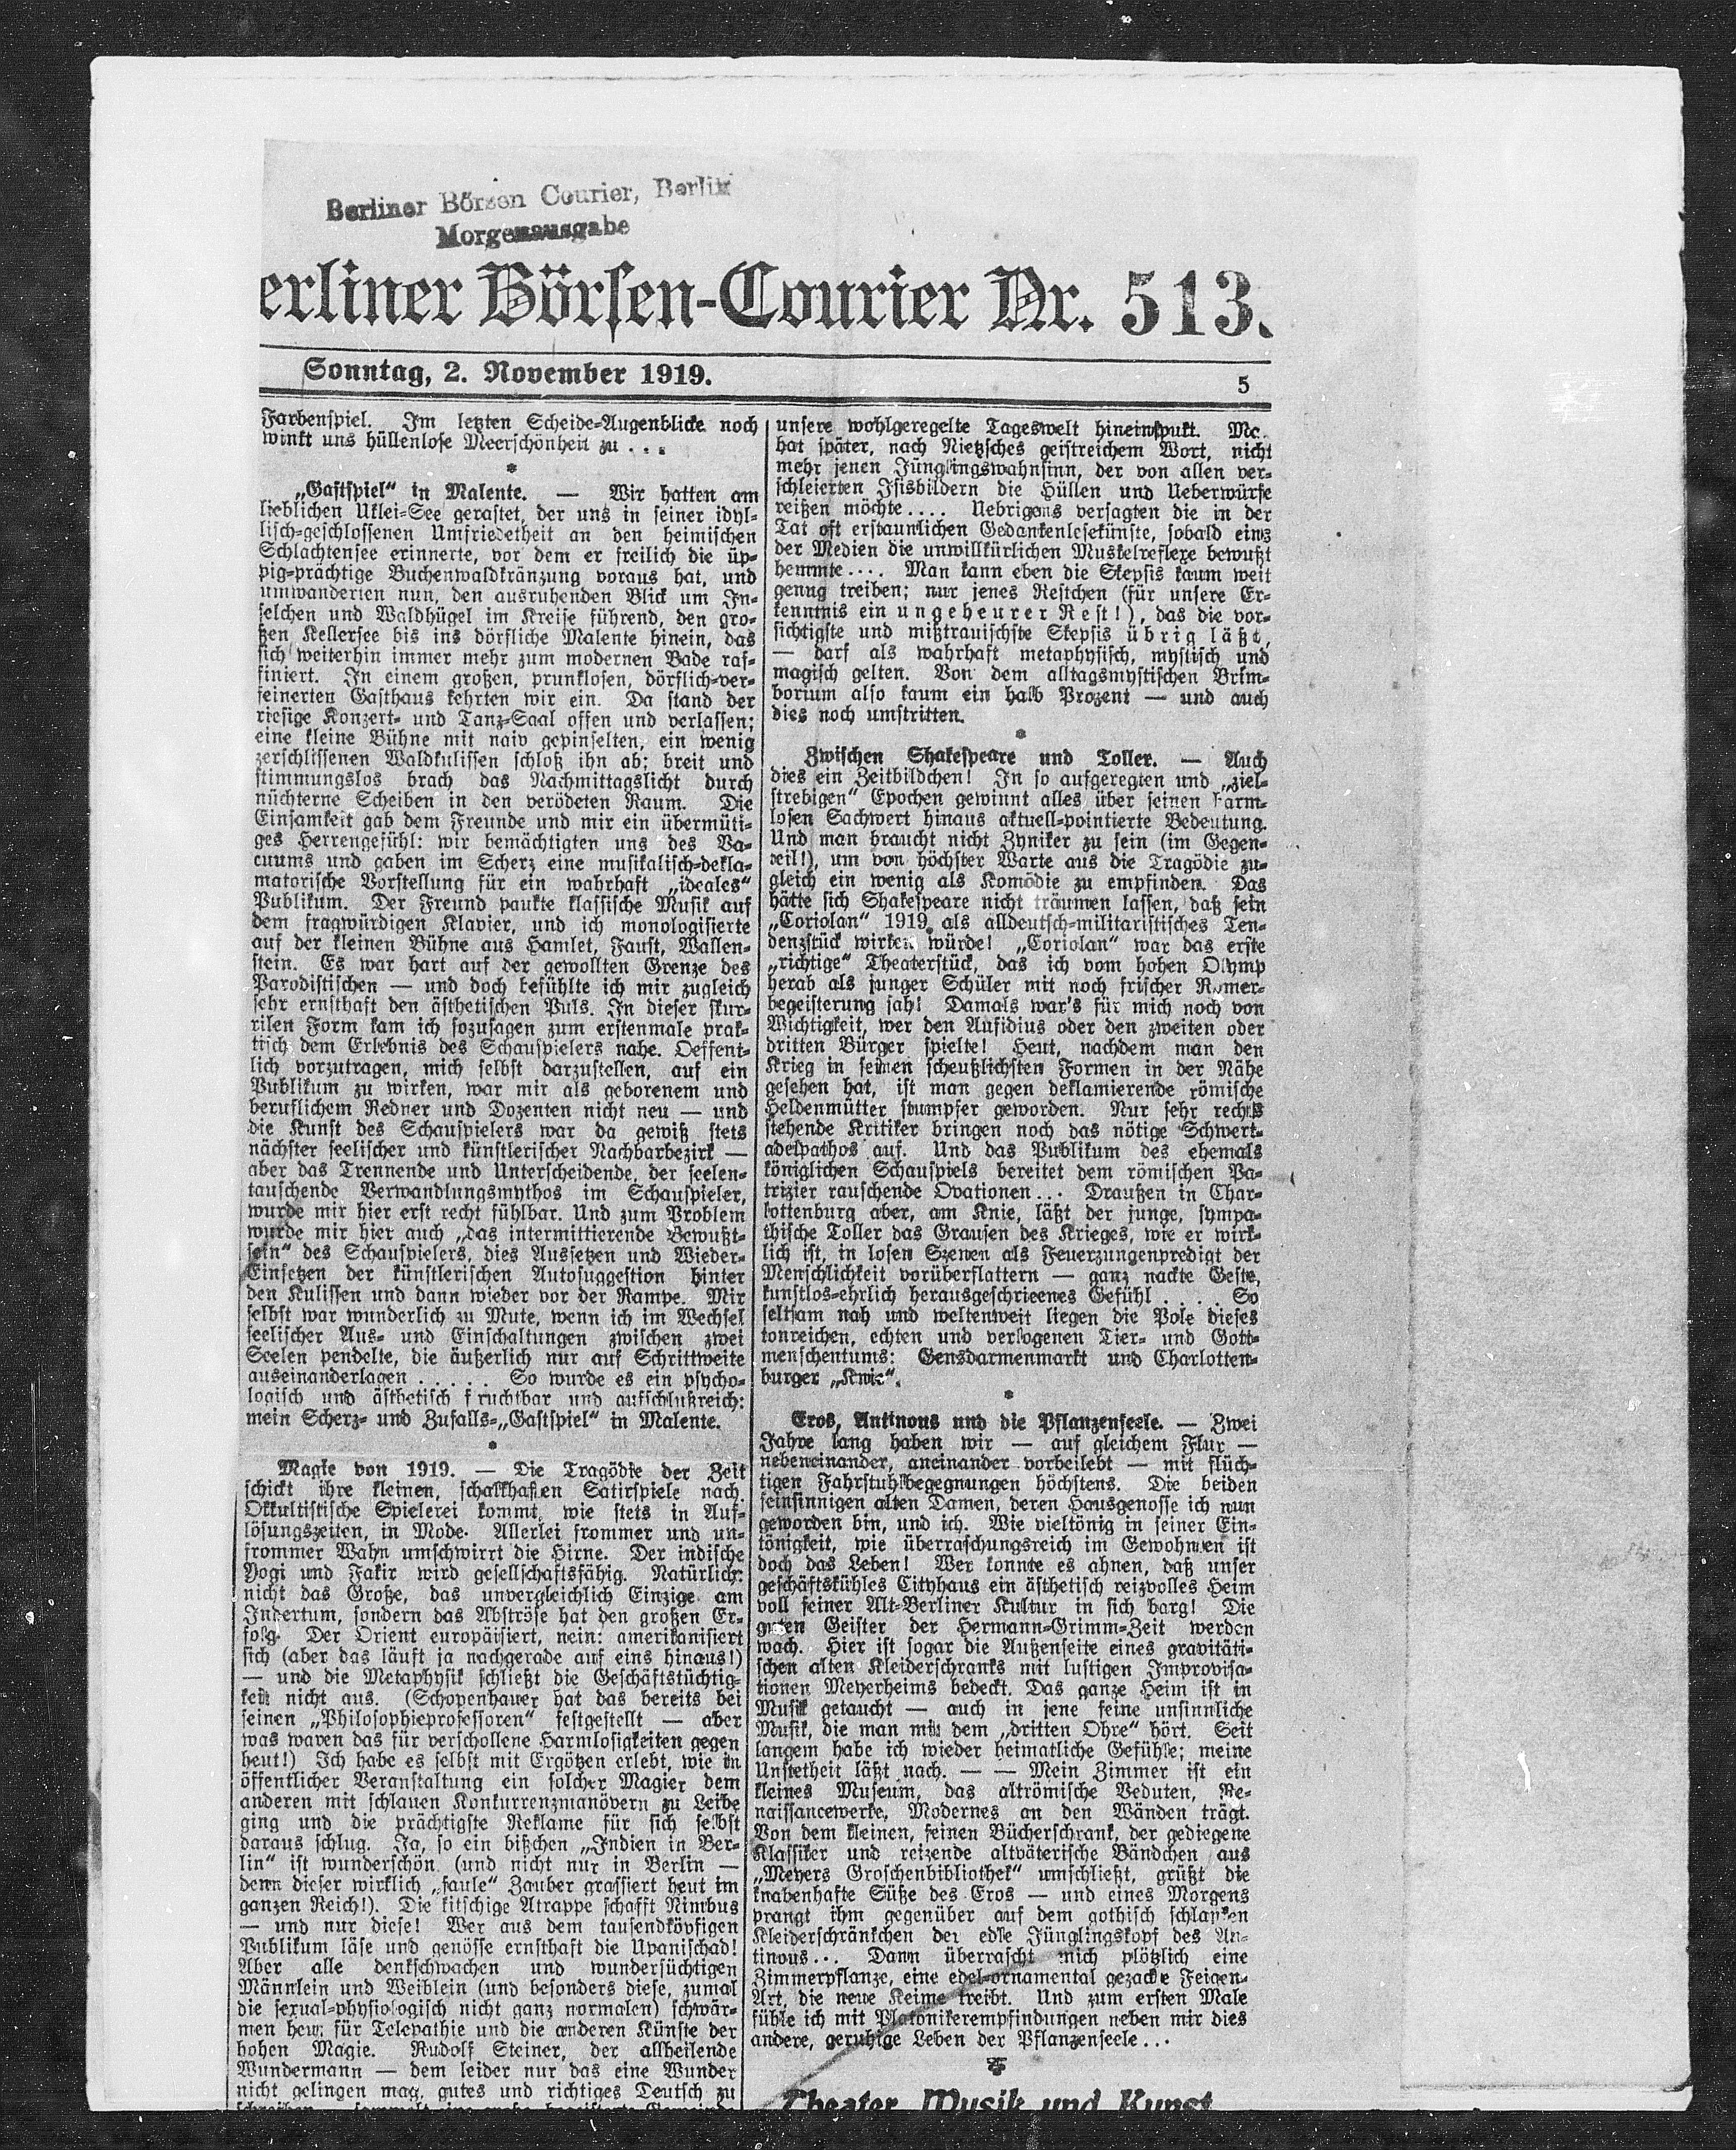 Berliner Börsen Courier, Berlin
Morgenausgabe
erliner Börsen-Courier Nr. 513.
Sonntag, 2. November 1919.
5
Farbenspiel. Im letzten Scheide-Augenblicke noch
winkt uns hüllenlose Meerschönheit zu . . .
*
„Gastspiel“ in Malente. — Wir hatten am
lieblichen Uklei-See gerastet, der uns in seiner idyl-
lisch-geschlossenen Umfriedetheit an den heimischen
Schlachtensee erinnerte, vor dem er freilich die üp-
pig-prächtige Buchenwaldkränzung voraus hat, und
umwanderten nun, den ausruhenden Blick um In-
selchen und Waldhügel im Kreise führend, den gro-
ßen Kellersee bis ins dörfliche Malente hinein, das
sich weiterhin immer mehr zum modernen Bade raf-
finiert. In einem großen, prunklosen, dörflich-ver-
feinerten Gasthaus kehrten wir ein. Da stand der
riesige Konzert- und Tanz-Saal offen und verlassen;
eine kleine Bühne mit naiv gepinselten, ein wenig
zerschlissenen Waldkulissen schloß ihn ab; breit und
stimmungslos brach das Nachmittagslicht durch
nüchterne Scheiben in den verödeten Raum. Die
Einsamkeit gab dem Freunde und mir ein übermüti-
ges Herrengefühl: wir bemächtigten uns des Va-
cuums und gaben im Scherz eine musikalisch-dekla-
matorische Vorstellung für ein wahrhaft „ideales“
Publikum. Der Freund paukte klassische Musik auf
dem fragwürdigen Klavier, und ich monologisierte
auf der kleinen Bühne aus Hamlet, Faust, Wallen-
stein. Es war hart auf der gewollten Grenze des
Parodistischen — und doch befühlte ich mir zugleich
sehr ernsthaft den ästhetischen Puls. In dieser skur-
rilen Form kam ich sozusagen zum erstenmale prak-
tisch dem Erlebnis des Schauspielers nahe. Oeffent-
lich vorzutragen, mich selbst darzustellen, auf ein
Publikum zu wirken, war mir als geborenem und
beruflichem Redner und Dozenten nicht neu — und
die Kunst des Schauspielers war da gewiß stets
nächster seelischer und künstlerischer Nachbarbezirk —
aber das Trennende und Unterscheidende, der seelen-
tauschende Verwandlungsmythos im Schauspieler,
wurde mir hier erst recht fühlbar. Und zum Problem
wurde mir hier auch „das intermittierende Bewußt-
sein“ des Schauspielers, dies Aussetzen und Wieder-
Einsetzen der künstlerischen Autosuggestion hinter
den Kulissen und dann wieder vor der Rampe. Mir
selbst war wunderlich zu Mute, wenn ich im Wechsel
seelischer Aus- und Einschaltungen zwischen zwei
Seelen pendelte, die äußerlich nur auf Schrittweite
auseinanderlagen . . . . . So wurde es ein psycho-
logisch und ästhetisch fruchtbar und aufschlußreich:
mein Scherz- und Zufalls-„Gastspiel“ in Malente.
*
Magie von 1919. — Die Tragödie der Zeit
schickt ihre kleinen, schalkhaften Satirspiele nach.
Okkultistische Spielerei kommt, wie stets in Auf-
lösungszeiten, in Mode. Allerlei frommer und un-
frommer Wahn umschwirrt die Hirne. Der indische
Yogi und Fakir wird gesellschaftsfähig. Natürlich:
nicht das Große, das unvergleichlich Einzige am
Indertum, sondern das Abströse hat den großen Er-
folg. Der Orient europäisiert, nein: amerikanisiert
sich (aber das läuft ja nachgerade auf eins hinaus!)
— und die Metaphysik schließt die Geschäftstüchtig-
keit nicht aus. (Schopenhauer hat das bereits bei
seinen „Philosophieprofessoren“ festgestellt — aber
was waren das für verschollene Harmlosigkeiten gegen
heut!) Ich habe es selbst mit Ergötzen erlebt, wie in
öffentlicher Veranstaltung ein solcher Magier dem
anderen mit schlauen Konkurrenzmanövern zu Leibe
ging und die prächtigste Reklame für sich selbst
daraus schlug. Ja, so ein bißchen „Indien in Ber-
lin“ ist wunderschön (und nicht nur in Berlin —
denn dieser wirklich „faule“ Zauber grassiert heut im
ganzen Reich!). Die kitschige Atrappe schafft Nimbus
— und nur diese! Wer aus dem tausendköpfigen
Publikum läse und genösse ernsthaft die Upanischad!
Aber alle denkschwachen und wundersüchtigen
Männlein und Weiblein (und besonders diese, zumal
die sexual-physiologisch nicht ganz normalen) schwär-
men heut für Telepathie und die anderen Künste der
hohen Magie. Rudolf Steiner, der allheilende
Wundermann — dem leider nur das eine Wunder
nicht gelingen mag, gutes und richtiges Deutsch zu
unsere wohlgeregelte Tageswelt hineinspukt. Ma.
hat später, nach Nietzsches geistreichem Wort, nicht
mehr jenen Jünglingswahnsinn, der von allen ver-
schleierten Isisbildern die Hüllen und Ueberwürfe
reißen möchte.... Uebrigens versagten die in der
Tat oft erstaunlichen Gedankenlesekünste, sobald eins
der Medien die unwillkürlichen Muskelreflexe bewußt
hemmte.... Man kann eben die Skepsis kaum weit
genug treiben; nur jenes Restchen (für unsere Er-
kenntnis ein ungeheurer Rest!), das die vor-
sichtigste und mißtrauischste Skepsis übrig läßt,
— darf als wahrhaft metaphysisch, mystisch und
magisch gelten. Von dem alltagsmystischen Brim-
borium also kaum ein halb Prozent — und auch
dies noch umstritten.
*
Zwischen Shakespeare und Toller. — Auch
dies ein Zeitbildchen! In so aufgeregten und „ziel-
strebigen“ Epochen gewinnt alles über seinen harm-
losen Sachwert hinaus aktuell-pointierte Bedeutung.
Und man braucht nicht Zyniker zu sein (im Gegen-
teil!), um von höchster Warte aus die Tragödie zu-
gleich ein wenig als Komödie zu empfinden. Das
hätte sich Shakespeare nicht träumen lassen, daß sein
„Coriolan“ 1919 als alldeutsch-militaristisches Ten-
denzstück wirken würde! „Coriolan“ war das erste
„richtige“ Theaterstück, das ich vom hohen Olymp
herab als junger Schüler mit noch frischer Römer-
begeisterung sah! Damals war's für mich noch von
Wichtigkeit, wer den Aufidius oder den zweiten oder
dritten Bürger spielte! Heut, nachdem man den
Krieg in seinen scheußlichsten Formen in der Nähe
gesehen hat, ist man gegen deklamierende römische
Heldenmütter stumpfer geworden. Nur sehr rechts
stehende Kritiker bringen noch das nötige Schwert-
adelpathos auf. Und das Publikum des ehemals
königlichen Schauspiels bereitet dem römischen Pa-
trizier rauschende Ovationen... Draußen in Char-
lottenburg aber, am Knie, läßt der junge, sympa-
thische Toller das Grausen des Krieges, wie er wirk-
lich ist, in losen Szenen als Feuerzungenpredigt der
Menschlichkeit vorüberflattern — ganz nackte Geste,
kunstlos-ehrlich herausgeschrieenes Gefühl . . . . So
seltsam nah und weltenweit liegen die Pole dieses
tonreichen, echten und verlogenen Tier- und Gott-
menschentums: Gensdarmenmarkt und Charlotten-
burger „Knie“.
*
Eros, Antinous und die Pflanzenseele. — Zwei
Jahre lang haben wir — auf gleichem Flur —
nebeneinander, aneinander vorbeilebt — mit flüch-
tigen Fahrstuhlbegegnungen höchstens. Die beiden
feinsinnigen alten Damen, deren Hausgenosse ich nun
geworden bin, und ich. Wie vieltönig in seiner Ein-
tönigkeit, wie überraschungsreich im Gewohnten ist
doch das Leben! Wer konnte es ahnen, daß unser
geschäftskühles Cityhaus ein ästhetisch reizvolles Heim
voll feiner Alt-Berliner Kultur in sich barg! Die
guten Geister der Hermann-Grimm-Zeit werden
wach. Hier ist sogar die Außenseite eines gravitäti-
schen alten Kleiderschranks mit lustigen Improvisa-
tionen Meyerheims bedeckt. Das ganze Heim ist in
Musik getaucht — auch in jene feine unsinnliche
Musik, die man mit dem „dritten Ohre“ hört. Seit
langem habe ich wieder heimatliche Gefühle; meine
Unstetheit läßt nach. — — Mein Zimmer ist ein
kleines Museum, das altrömische Veduten, Re-
naissancewerke, Modernes an den Wänden trägt.
Von dem kleinen, feinen Bücherschrank, der gediegene
Klassiker und reizende altväterische Bändchen aus
„Meyers Groschenbibliothek“ umschließt, grüßt die
knabenhafte Süße des Eros — und eines Morgens
prangt ihm gegenüber auf dem gothisch schlanken
Kleiderschränkchen der edle Jünglingskopf des An-
tinous... Dann überrascht mich plötzlich eine
Zimmerpflanze, eine edel-ornamental gezackte Feigen-
Art, die neue Keime treibt. Und zum ersten Male
fühle ich mit Platonikerempfindungen neben mir dies
andere, geruhige Leben der Pflanzenseele...
*
Theater, Musik und Kunst